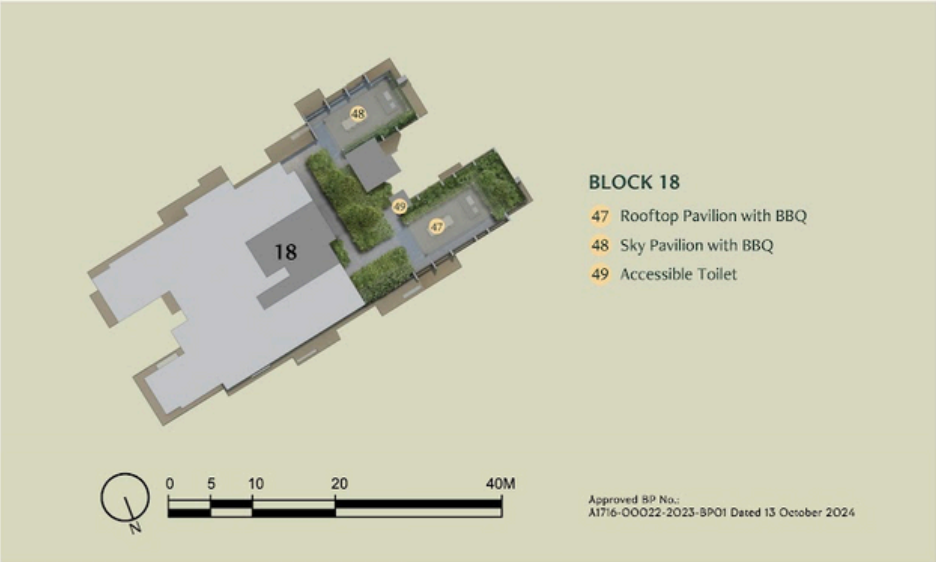 48
49
47
18
BLOCK 18
47 Rooftop Pavilion with BBQ
48 Sky Pavilion with BBQ
49 Accessible Toilet
0 5 10 20 40M
N
Approved BP No.:
A1716-00022-2023-BP01 Dated 13 October 2024